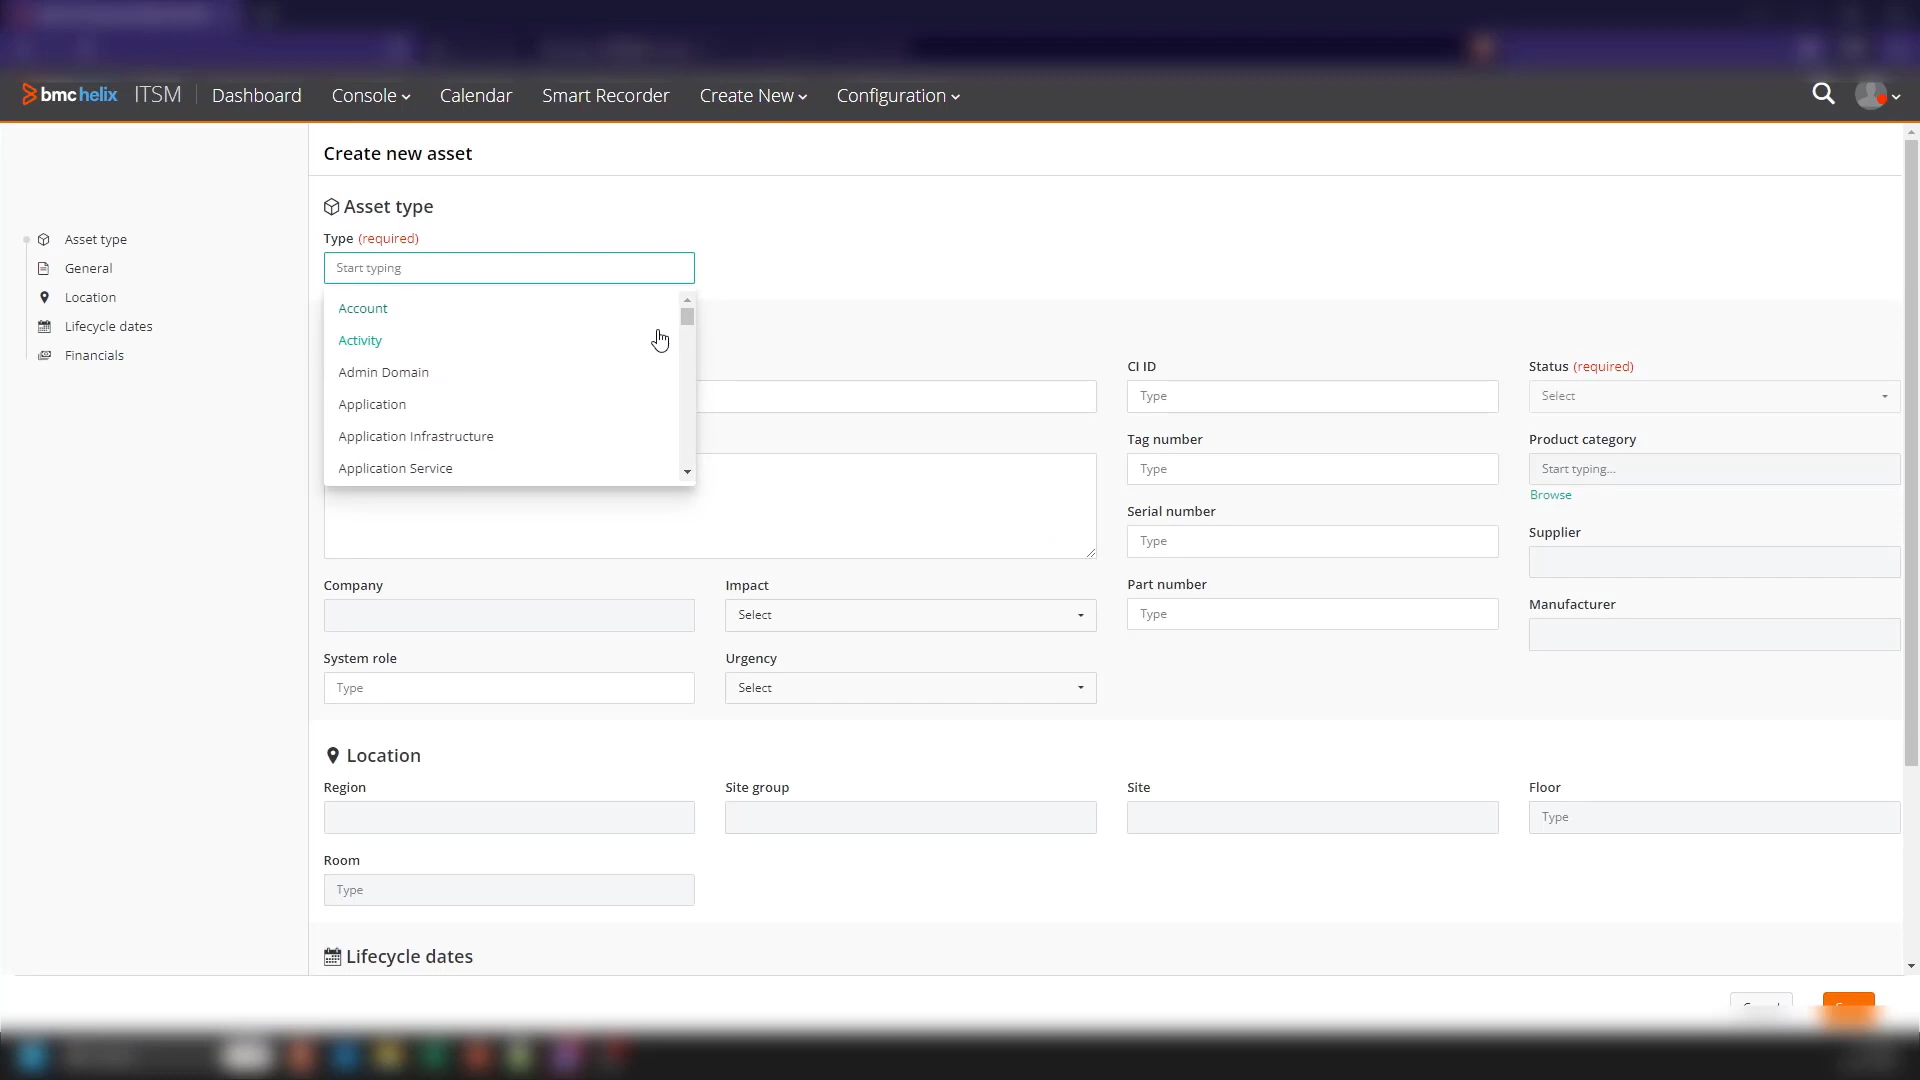 bmc helix ITSM Dashboard Console Calendar Smart Recorder Create New Configuration
Create new asset
Asset type
General
Location
Lifecycle dates
Financials
Asset type
Type (required)
Start typing
Account
Activity
Admin Domain
Application
Application Infrastructure
Application Service
CI ID
Type
Status (required)
Select
Tag number
Type
Product category
Start typing...
Browse
Serial number
Type
Supplier
Company
Impact
Select
Part number
Type
Manufacturer
System role
Type
Urgency
Select
Location
Region
Site group
Site
Floor
Type
Room
Type
Lifecycle dates